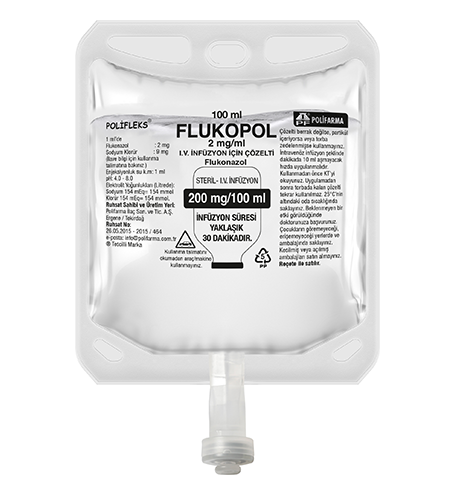 POLİFLEKS®
1 ml'de
Flukonazol : 2 mg
Sodyum Klorür : 9 mg
(İlave bilgi için kullanma
talimatına bakınız )
Enjeksiyonluk su k.m: 1 ml
pH: 4.0 - 8.0
Elektrolit Yoğunlukları (Litrede):
Sodyum 154 mEq= 154 mmol
Klorür 154 mEq= 154 mmol
Ruhsat Sahibi ve Üretim Yeri:
Polifarma İlaç San. ve Tic. A.Ş.
Ergene / Tekirdağ
Ruhsat No:
26.05.2015 - 2015 / 464
e-posta: info@polifarma.com.tr
® Tescilli Marka
100 ml
FLUKOPOL
2 mg/ml
I.V. İNFÜZYON İÇİN ÇÖZELTİ
Flukonazol
STERİL- I.V. İNFÜZYON
200 mg/100 ml
İNFÜZYON SÜRESİ
YAKLAŞIK
30 DAKİKADIR.
Kullanma talimatını
okumadan araç/makine
kullanmayınız.
5
PP
POLİFARMA
Çözelti berrak değilse, partikül
içeriyorsa veya torba
zedelenmişse kullanmayınız.
İntravenöz infüzyon şeklinde
dakikada 10 ml aşmayacak
hızda uygulanmalıdır.
Kullanmadan önce KT'yi
okuyunuz. Uygulamadan
sonra torbada kalan çözelti
tekrar kullanılmaz. 25°C'nin
altındaki oda sıcaklığında
saklayınız. Beklenmeyen bir
etki görüldüğünde
doktorunuza başvurunuz.
Çocukların göremeyeceği,
erişemeyeceği yerlerde ve
ambalajında saklayınız.
Kesilmiş veya açılmış
ambalajları satın almayınız.
Reçete ile satılır.